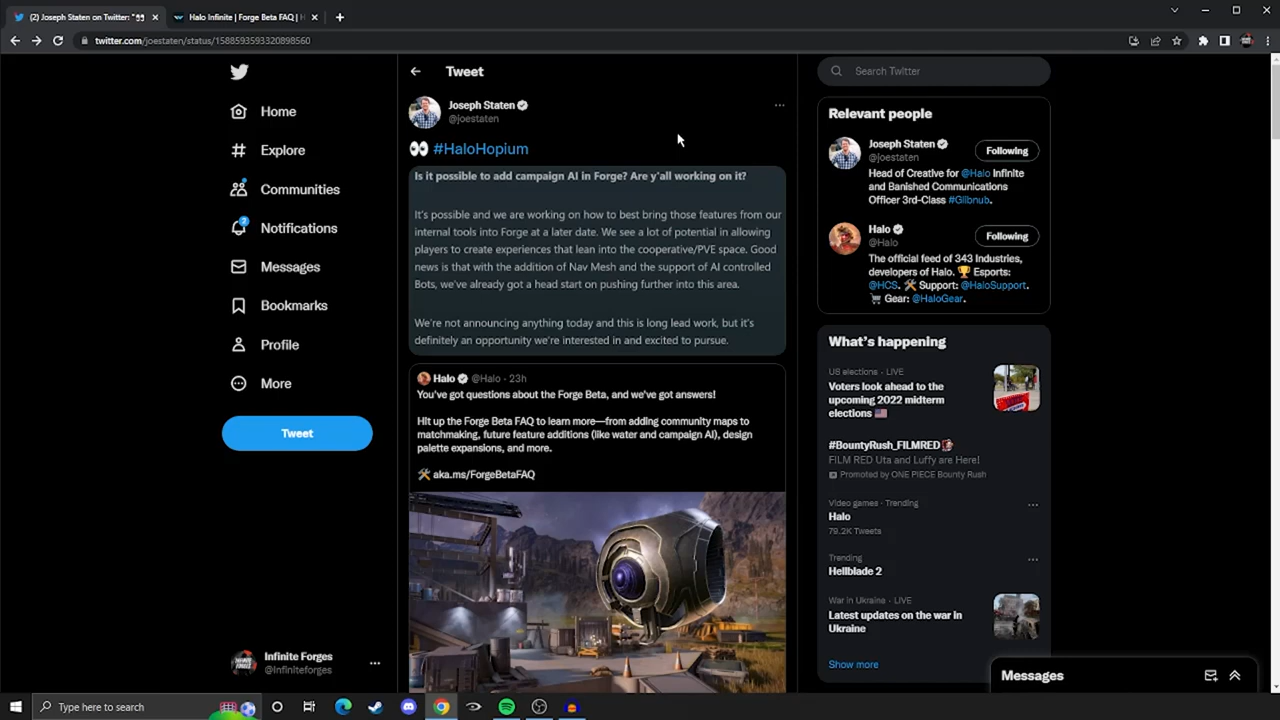 (2) Joseph Staten on Twitter: "👀
Halo Infinite | Forge Beta FAQ | H
twitter.com/joestaten/status/1588593593320898560
Home
Explore
Communities
2
Notifications
Messages
Bookmarks
Profile
More
Tweet
Infinite Forges
@Infiniteforges
Tweet
Joseph Staten
@joestaten
👀 #HaloHopium
Is it possible to add campaign AI in Forge? Are y'all working on it?
It's possible and we are working on how to best bring those features from our
internal tools into Forge at a later date. We see a lot of potential in allowing
players to create experiences that lean into the cooperative/PVE space. Good
news is that with the addition of Nav Mesh and the support of AI controlled
Bots, we've already got a head start on pushing further into this area.
We're not announcing anything today and this is long lead work, but it's
definitely an opportunity we're interested in and excited to pursue.
Halo @Halo · 23h
You've got questions about the Forge Beta, and we've got answers!
Hit up the Forge Beta FAQ to learn more—from adding community maps to
matchmaking, future feature additions (like water and campaign AI), design
palette expansions, and more.
🛠 aka.ms/ForgeBetaFAQ
Search Twitter
Relevant people
Joseph Staten
@joestaten
Following
Head of Creative for @Halo Infinite
and Banished Communications
Officer 3rd-Class #Gilbnub.
Halo
@Halo
Following
The official feed of 343 Industries,
developers of Halo. 🏆 Esports:
@HCS. 🛠 Support: @HaloSupport.
🛒 Gear: @HaloGear.
What's happening
US elections · LIVE
Voters look ahead to the
upcoming 2022 midterm
elections 🇺🇸
#BountyRush_FILMRED
FILM RED Uta and Luffy are Here!
Promoted by ONE PIECE Bounty Rush
Video games · Trending
Halo
79.2K Tweets
Trending
Hellblade 2
War in Ukraine · LIVE
Latest updates on the war in
Ukraine
Show more
Messages
Type here to search